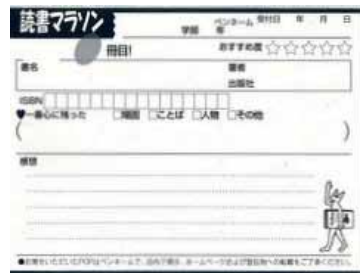 読書マラソン 学部 年 ペンネーム 受付日 年 月 日
冊目! おすすめ度 ☆☆☆☆☆
書名 著者
出版社
ISBN
♥一番心に残った □場面 □ことば □人物 □その他
( )
感想